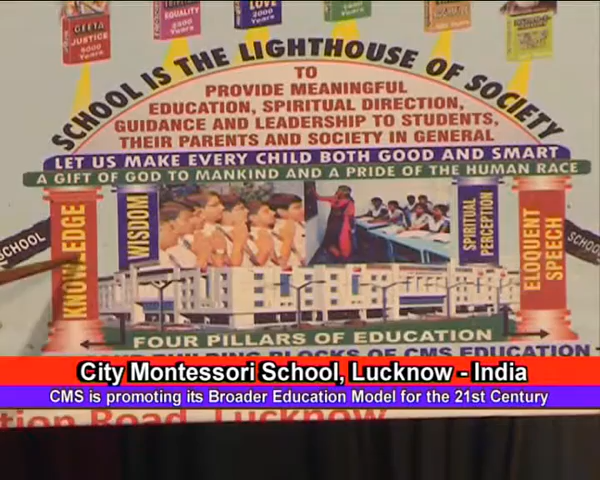 GEETA
JUSTICE
5000
Years
EQUALITY
2500
Years
LOVE
2000
Years
SCHOOL IS THE LIGHTHOUSE OF SOCIETY
TO
PROVIDE MEANINGFUL
EDUCATION, SPIRITUAL DIRECTION,
GUIDANCE AND LEADERSHIP TO STUDENTS,
THEIR PARENTS AND SOCIETY IN GENERAL
LET US MAKE EVERY CHILD BOTH GOOD AND SMART
A GIFT OF GOD TO MANKIND AND A PRIDE OF THE HUMAN RACE
SCHOOL
KNOWLEDGE
WISDOM
SPIRITUAL
PERCEPTION
ELOQUENT
SPEECH
SCHOOL
FOUR PILLARS OF EDUCATION
BUILDING BLOCKS OF CMS EDUCATION
City Montessori School, Lucknow - India
CMS is promoting its Broader Education Model for the 21st Century
tion Road, Lucknow